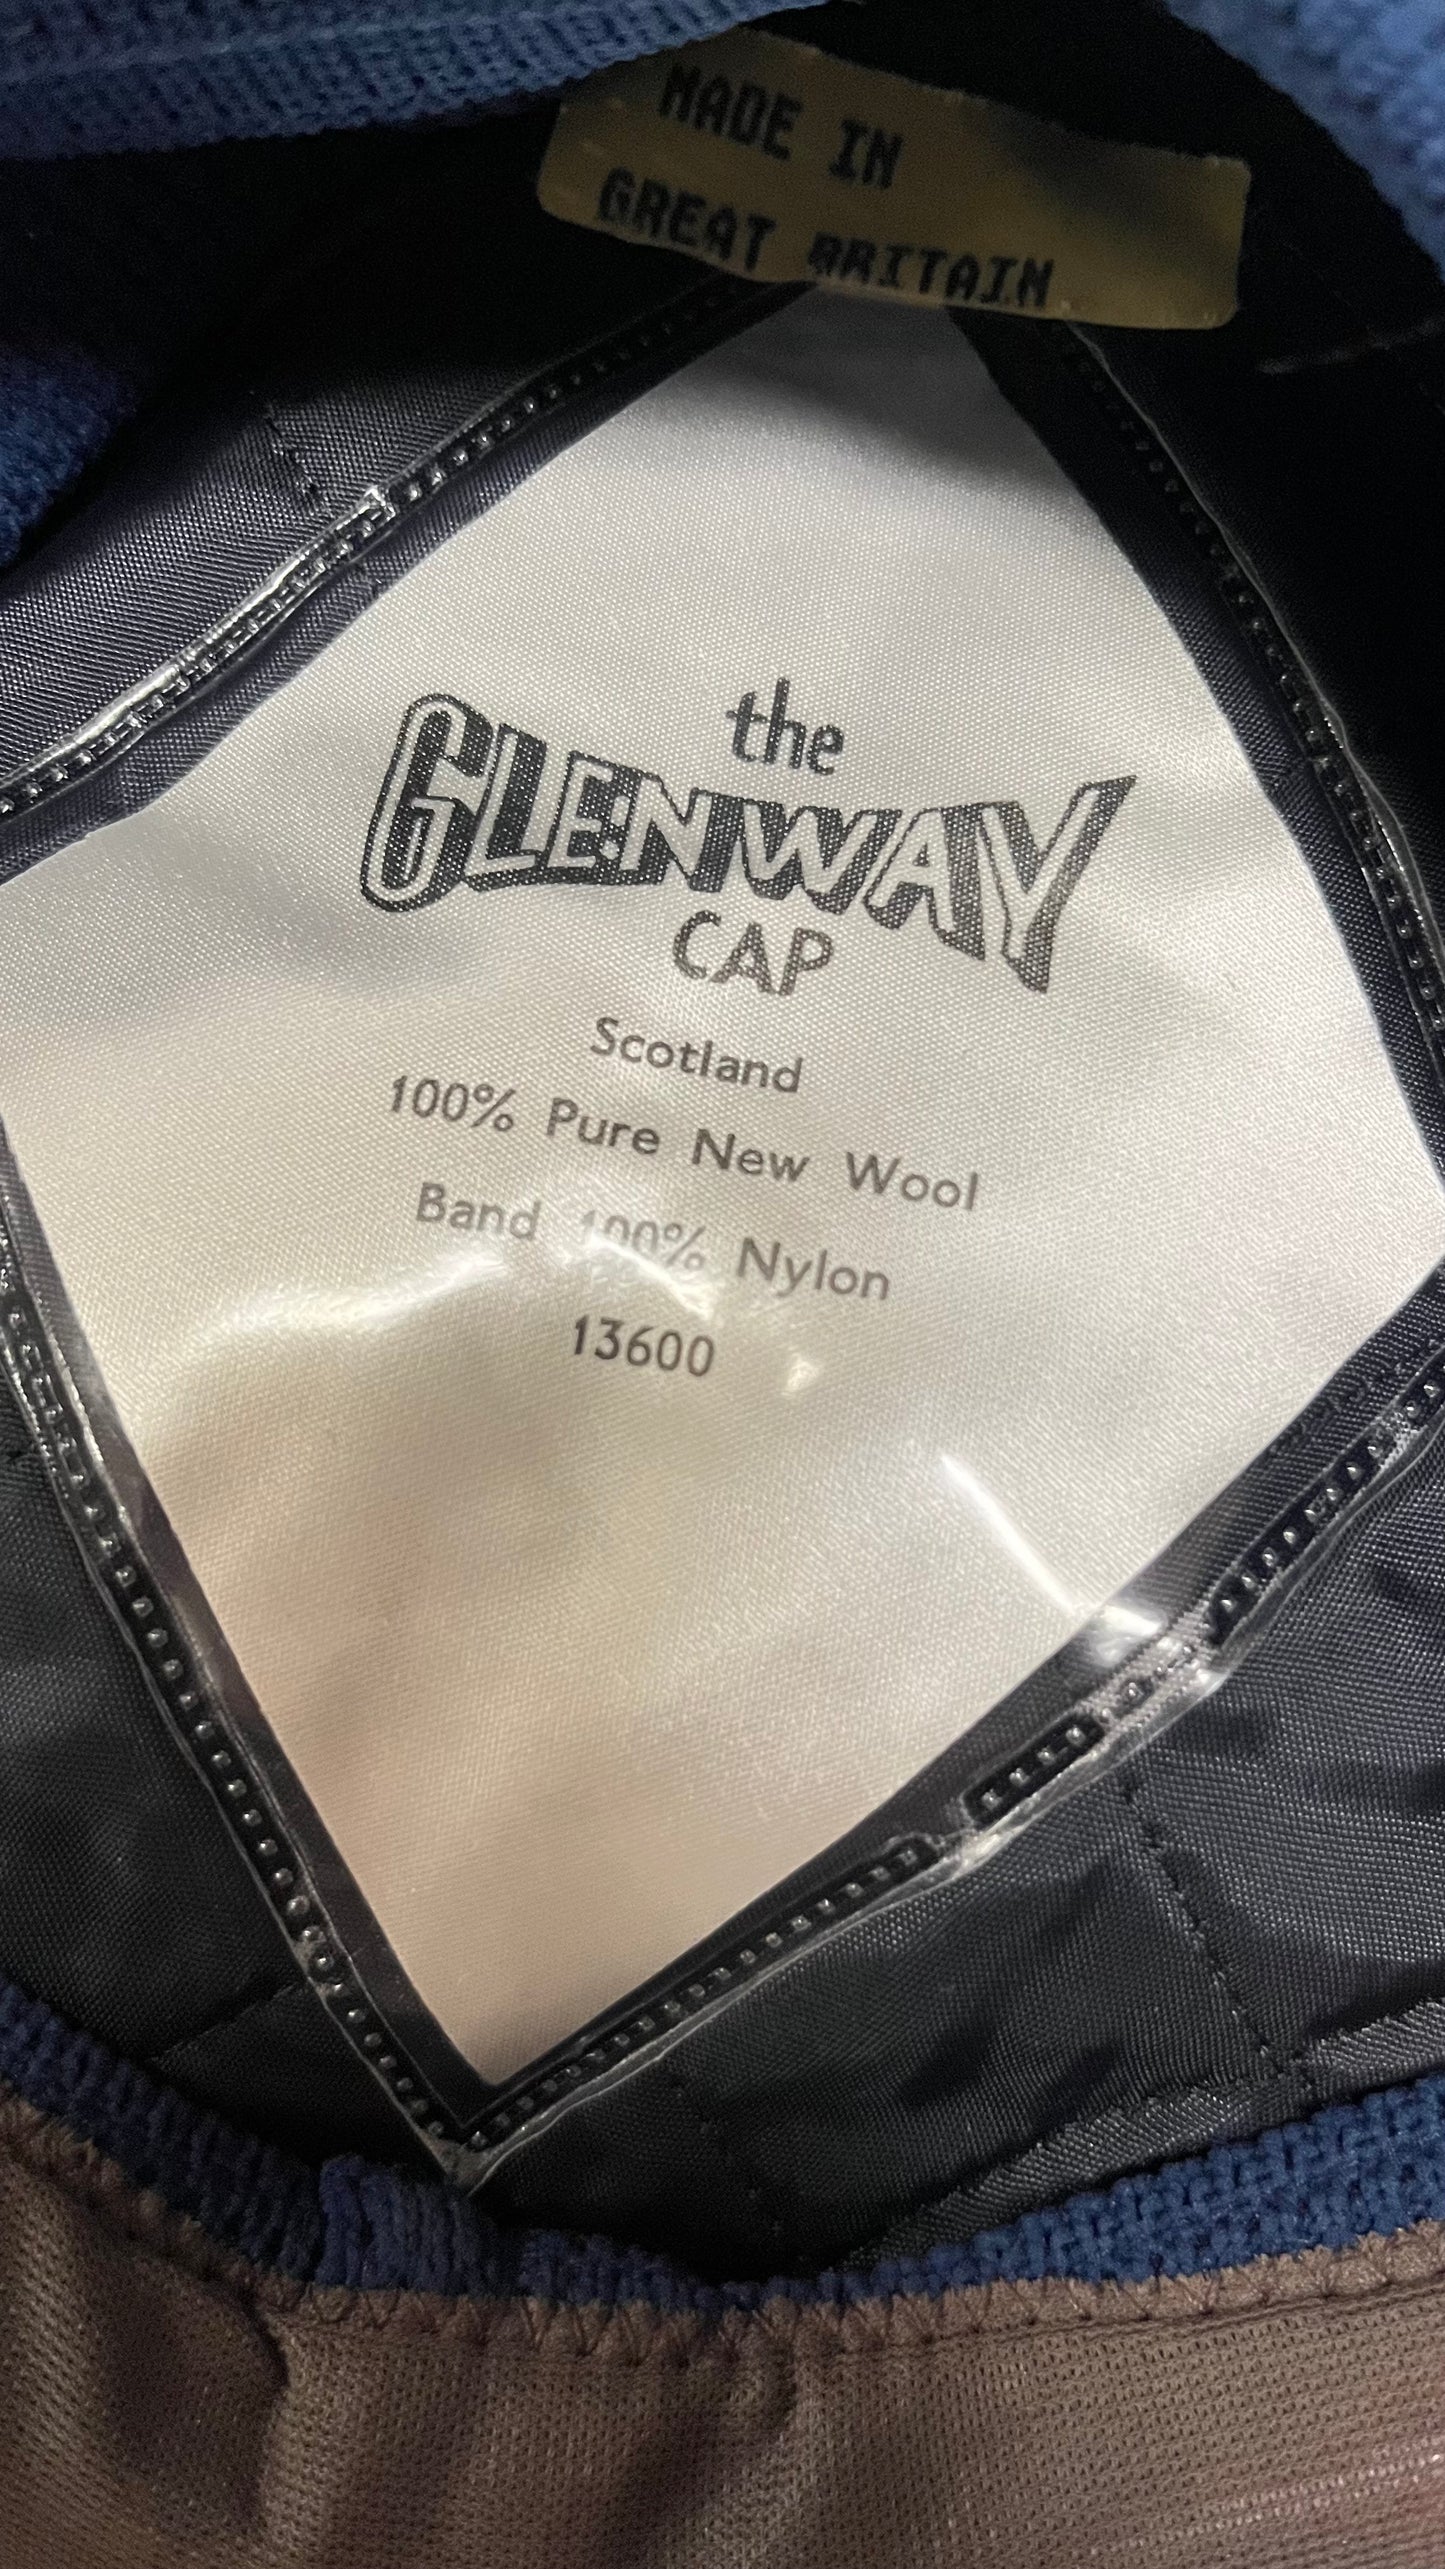 MADE IN
GREAT BRITAIN
the
GLENWAY
CAP
Scotland
100% Pure New Wool
Band 100% Nylon
13600